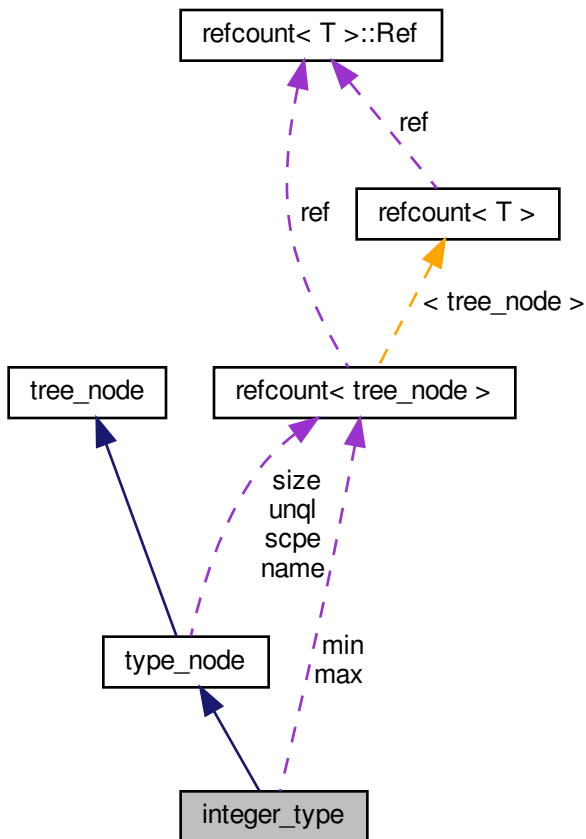 refcount< T >::Ref
ref
refcount< T >
ref
< tree_node >
tree_node
refcount< tree_node >
size
unql
scpe
name
min
max
type_node
integer_type